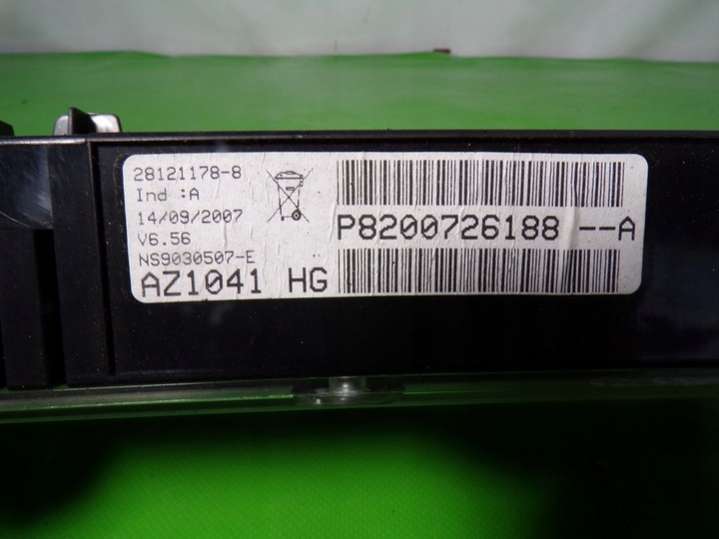 28121178-8
Ind :A
14/09/2007
V6.56
NS9030507-E
AZ1041 HG
P8200726188 --A